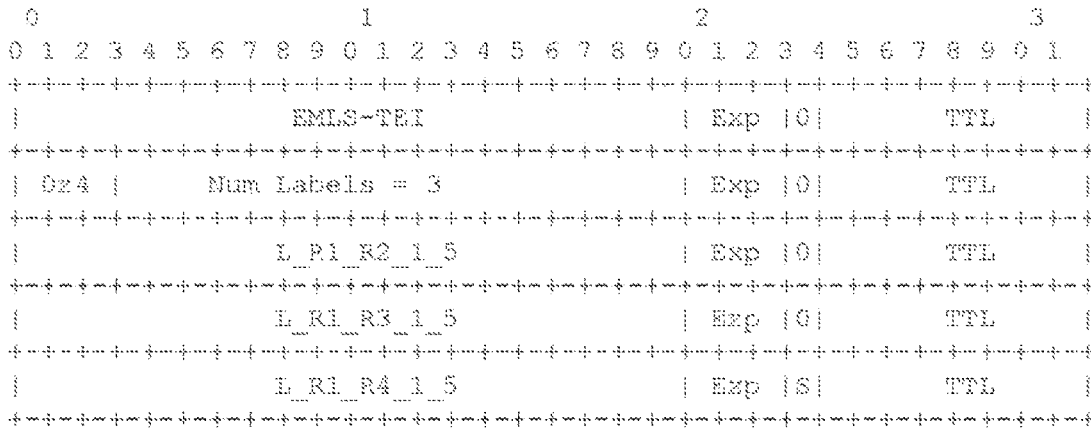 0                   1                   2                   3
 0 1 2 3 4 5 6 7 8 9 0 1 2 3 4 5 6 7 8 9 0 1 2 3 4 5 6 7 8 9 0 1
+-+-+-+-+-+-+-+-+-+-+-+-+-+-+-+-+-+-+-+-+-+-+-+-+-+-+-+-+-+-+-+-+
| EMLS-TBI | Exp |0| TTL |
+-+-+-+-+-+-+-+-+-+-+-+-+-+-+-+-+-+-+-+-+-+-+-+-+-+-+-+-+-+-+-+-+
| 0x4 | Num Labels = 3 | Exp |0| TTL |
+-+-+-+-+-+-+-+-+-+-+-+-+-+-+-+-+-+-+-+-+-+-+-+-+-+-+-+-+-+-+-+-+
| L_R1_R2_1_5 | Exp |0| TTL |
+-+-+-+-+-+-+-+-+-+-+-+-+-+-+-+-+-+-+-+-+-+-+-+-+-+-+-+-+-+-+-+-+
| L_R1_R3_1_5 | Exp |0| TTL |
+-+-+-+-+-+-+-+-+-+-+-+-+-+-+-+-+-+-+-+-+-+-+-+-+-+-+-+-+-+-+-+-+
| L_R1_R4_1_5 | Exp |S| TTL |
+-+-+-+-+-+-+-+-+-+-+-+-+-+-+-+-+-+-+-+-+-+-+-+-+-+-+-+-+-+-+-+-+